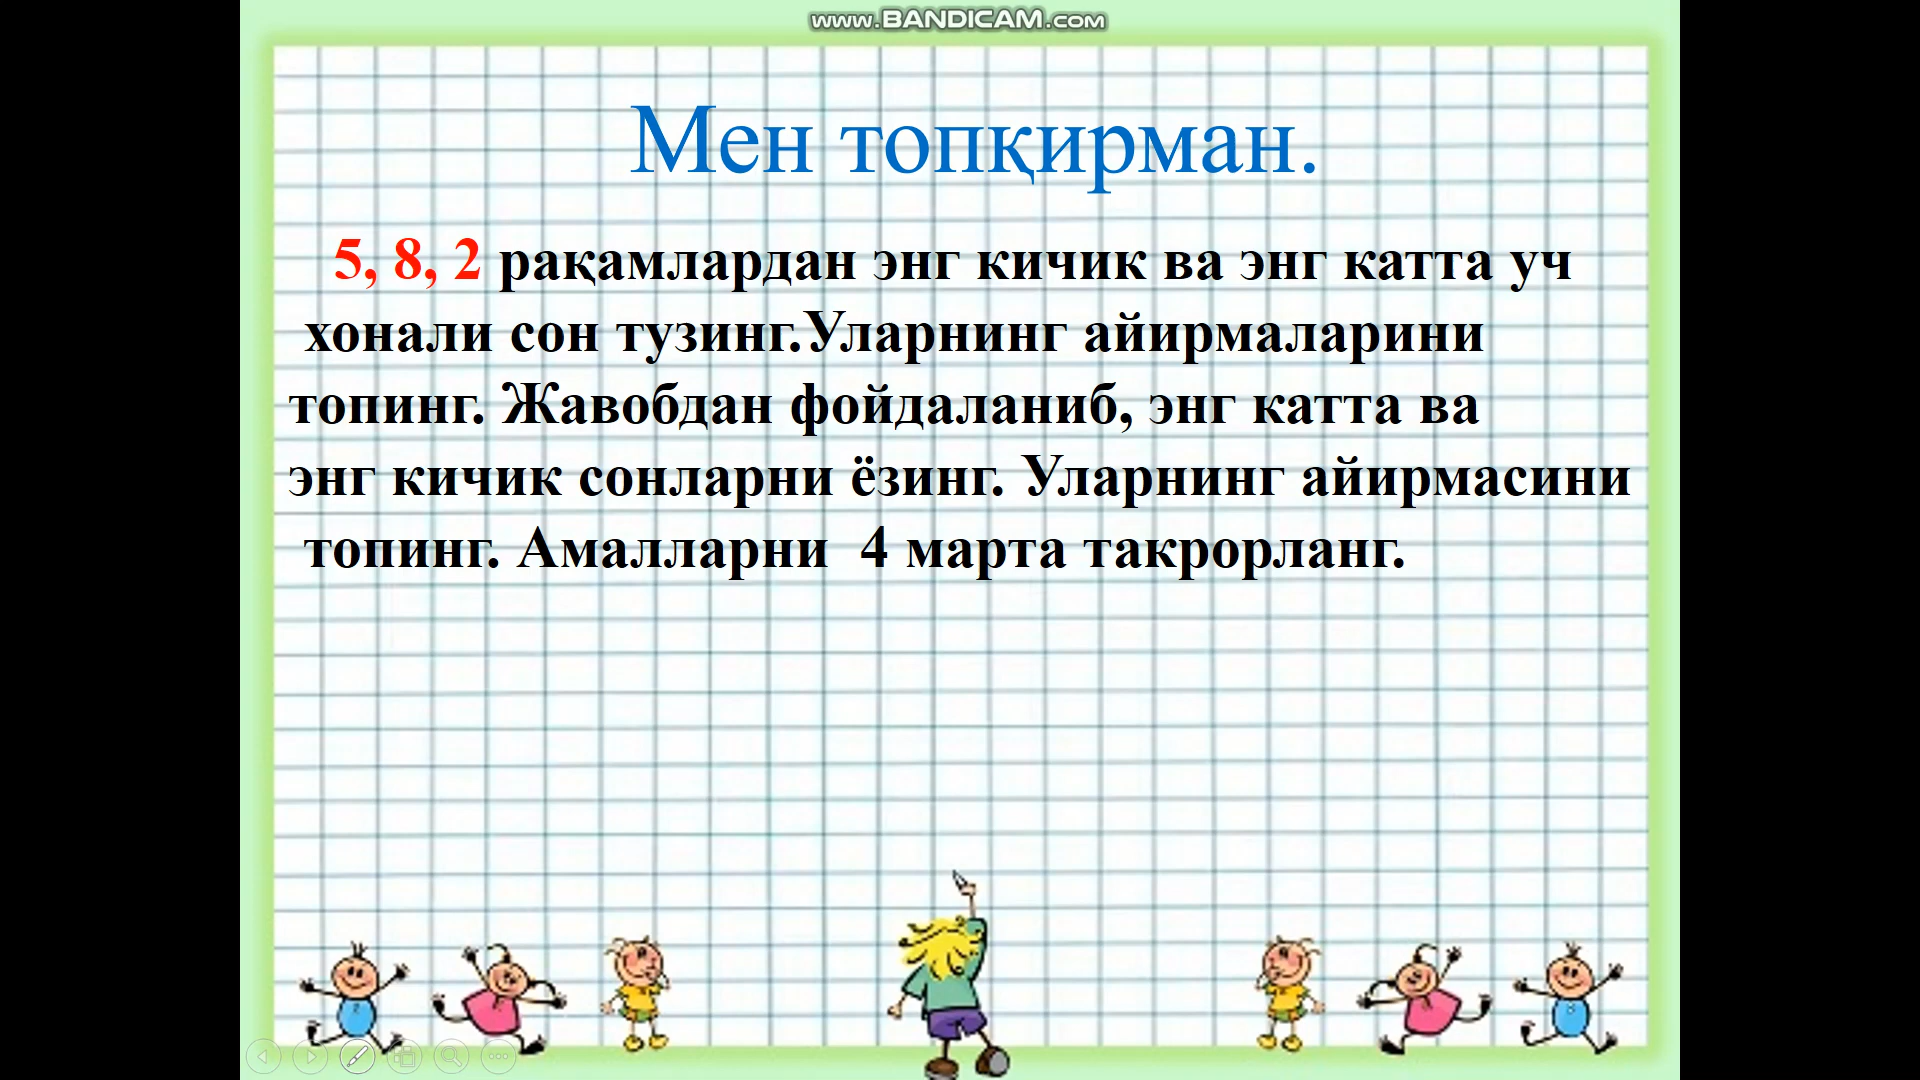 www.BANDICAM.com
Мен топқирман.
5, 8, 2 рақамлардан энг кичик ва энг катта уч
хонали сон тузинг.Уларнинг айирмаларини
топинг. Жавобдан фойдаланиб, энг катта ва
энг кичик сонларни ёзинг. Уларнинг айирмасини
топинг. Амалларни 4 марта такрорланг.